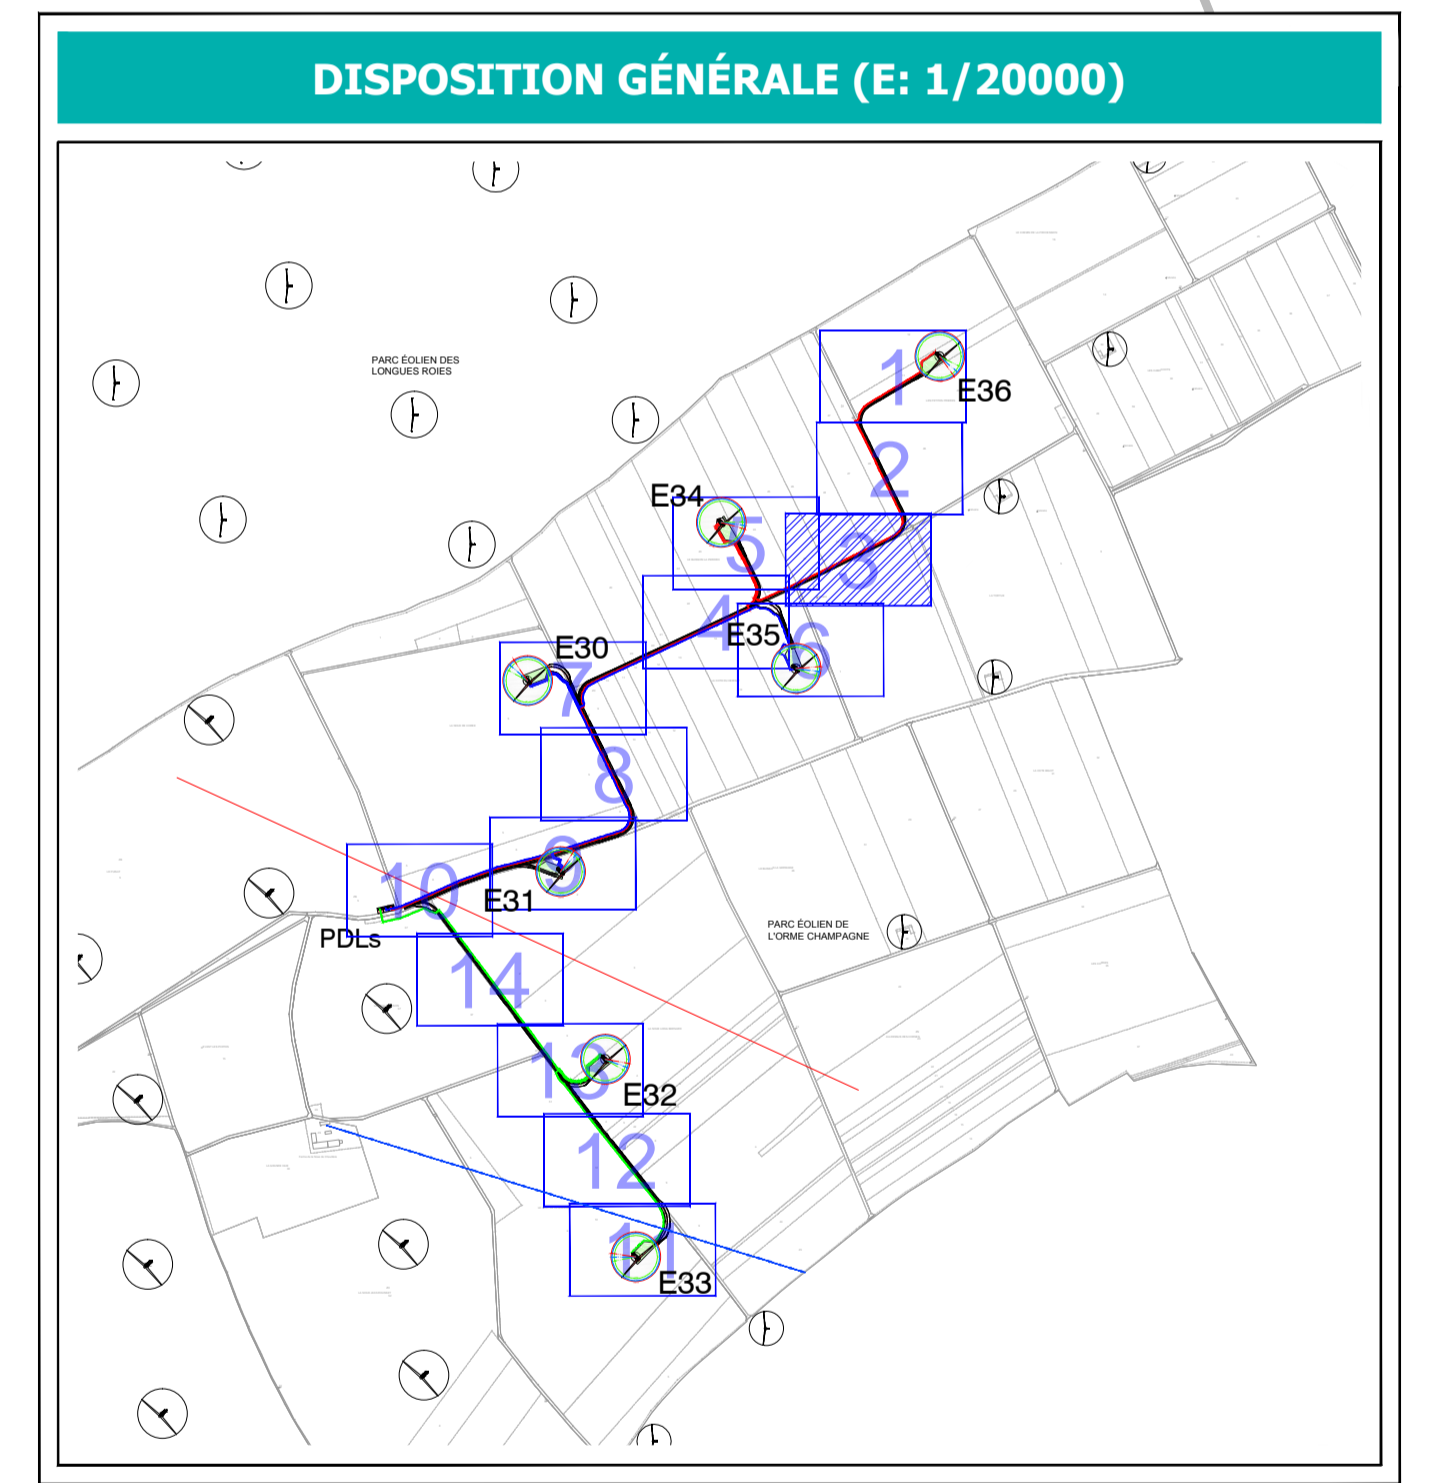 DISPOSITION GÉNÉRALE (E: 1/20000)
PARC ÉOLIEN DES
LONGUES ROIES
1
E36
2
E34
5
3
4
E35
6
E30
7
8
9
10
E31
PDLs
PARC ÉOLIEN DE
L'ORME CHAMPAGNE
14
13
E32
12
11
E33